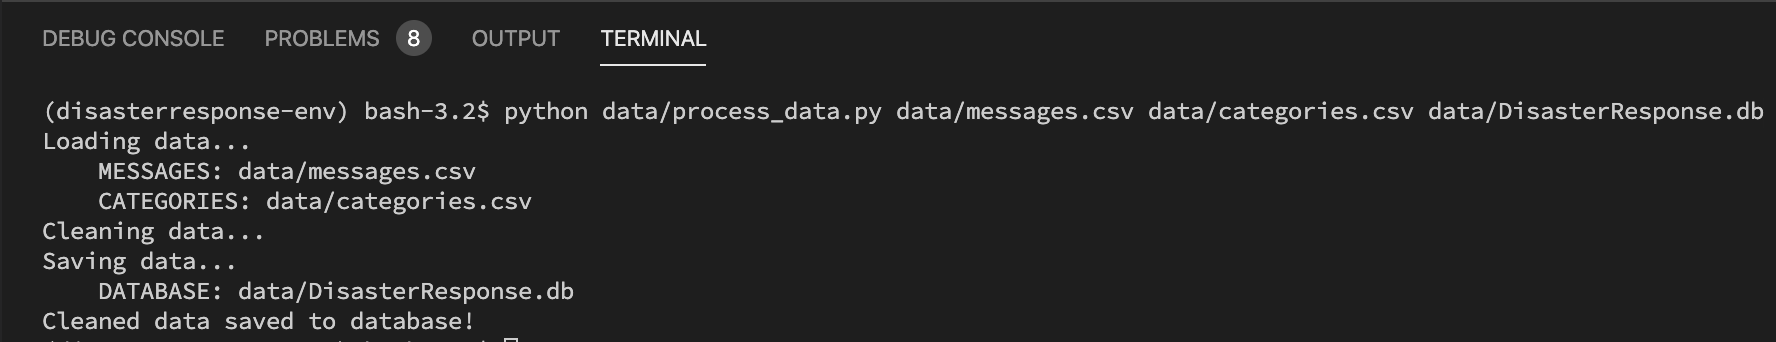 DEBUG CONSOLE PROBLEMS 8 OUTPUT TERMINAL
(disasterresponse-env) bash-3.2$ python data/process_data.py data/messages.csv data/categories.csv data/DisasterResponse.db
Loading data...
    MESSAGES: data/messages.csv
    CATEGORIES: data/categories.csv
Cleaning data...
Saving data...
    DATABASE: data/DisasterResponse.db
Cleaned data saved to database!